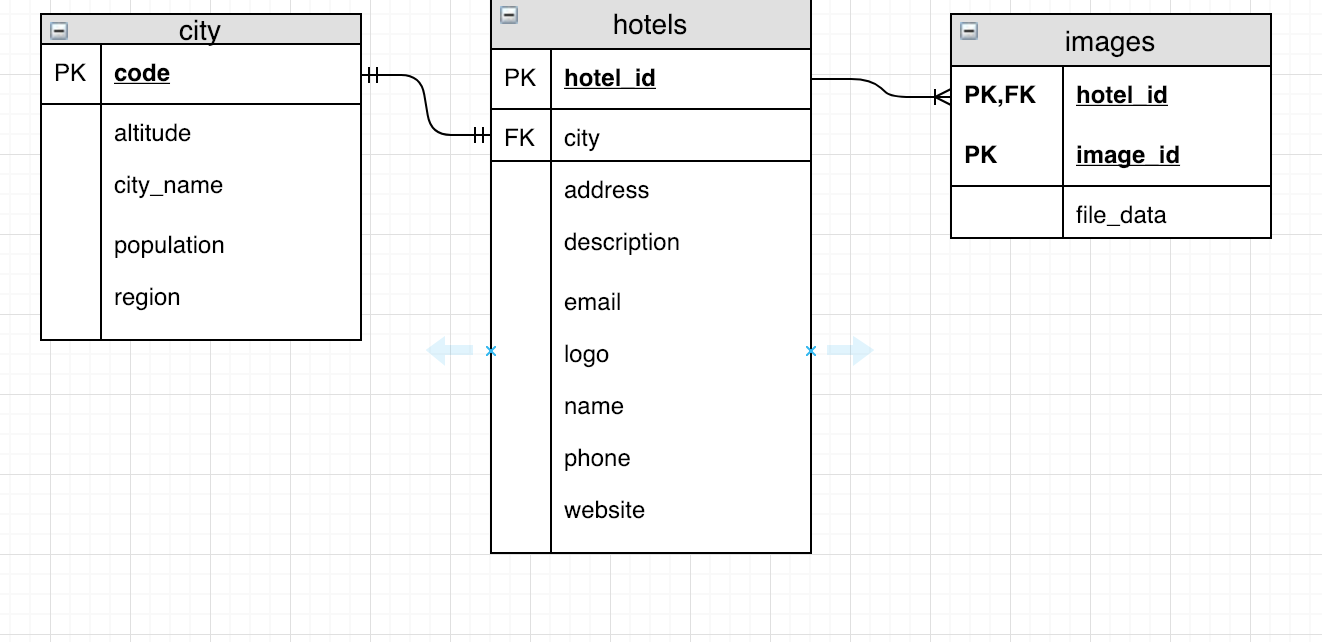 city
PK code
altitude
city_name
population
region
hotels
PK hotel_id
FK city
address
description
email
logo
name
phone
website
images
PK,FK hotel_id
PK image_id
file_data